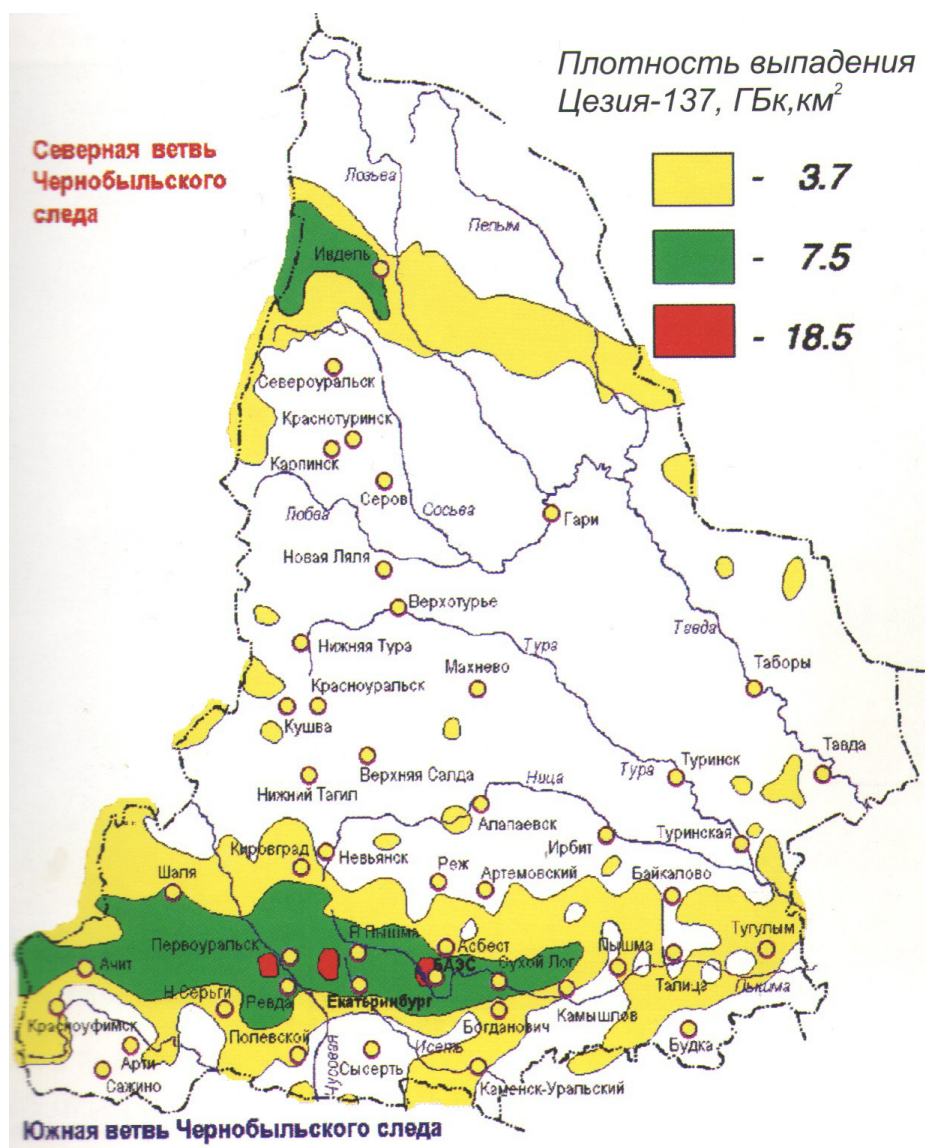 Плотность выпадения
Цезия-137, ГБк,км²
Северная ветвь
Чернобыльского
следа
- 3.7
- 7.5
- 18.5
Лозьва
Пелым
Ивдель
Североуральск
Краснотуринск
Карпинск
Серов
Лобва
Сосьва
Гари
Новая Ляля
Верхотурье
Тура
Тавда
Нижняя Тура
Махнево
Таборы
Красноуральск
Кушва
Верхняя Салда
Ница
Тура
Туринск
Тавда
Нижний Тагил
Алапаевск
Ирбит
Туринская
Кировград
Невьянск
Реж
Артемовский
Байкалово
Шаля
Первоуральск
В.Пышма
Асбест
Пышма
Тугулым
Ачит
БАЭС
Сухой Лог
Талица
Пышма
Н.Серьги
Ревда
Екатеринбург
Красноуфимск
Богданович
Камышлов
Полевской
Исеть
Будка
Арти
Чусовая
Сысерть
Сажино
Каменск-Уральский
Южная ветвь Чернобыльского следа